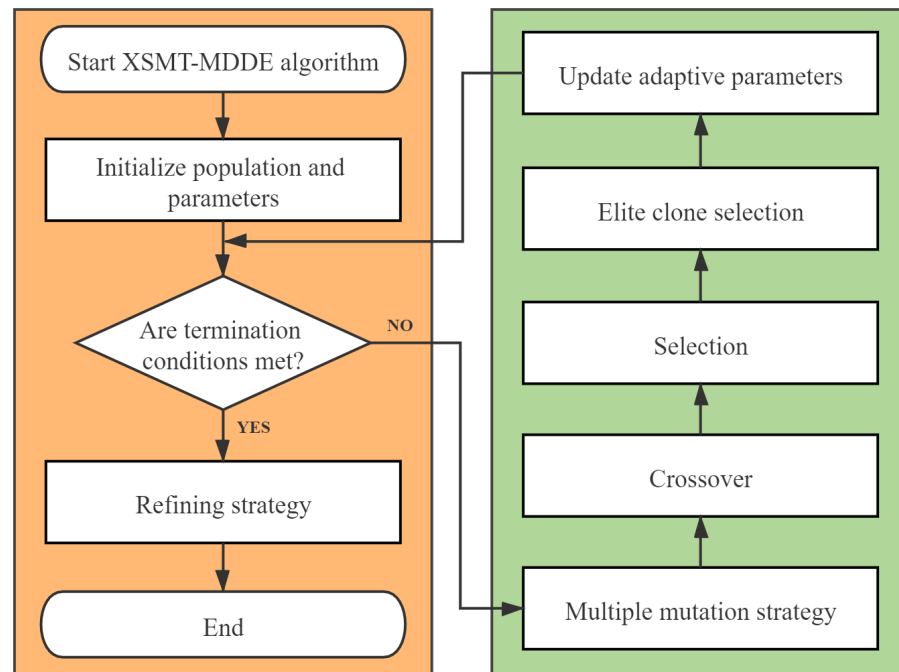 Start XSMT-MDDE algorithm
Initialize population and
parameters
Are termination
conditions met?
NO
YES
Refining strategy
End
Update adaptive parameters
Elite clone selection
Selection
Crossover
Multiple mutation strategy